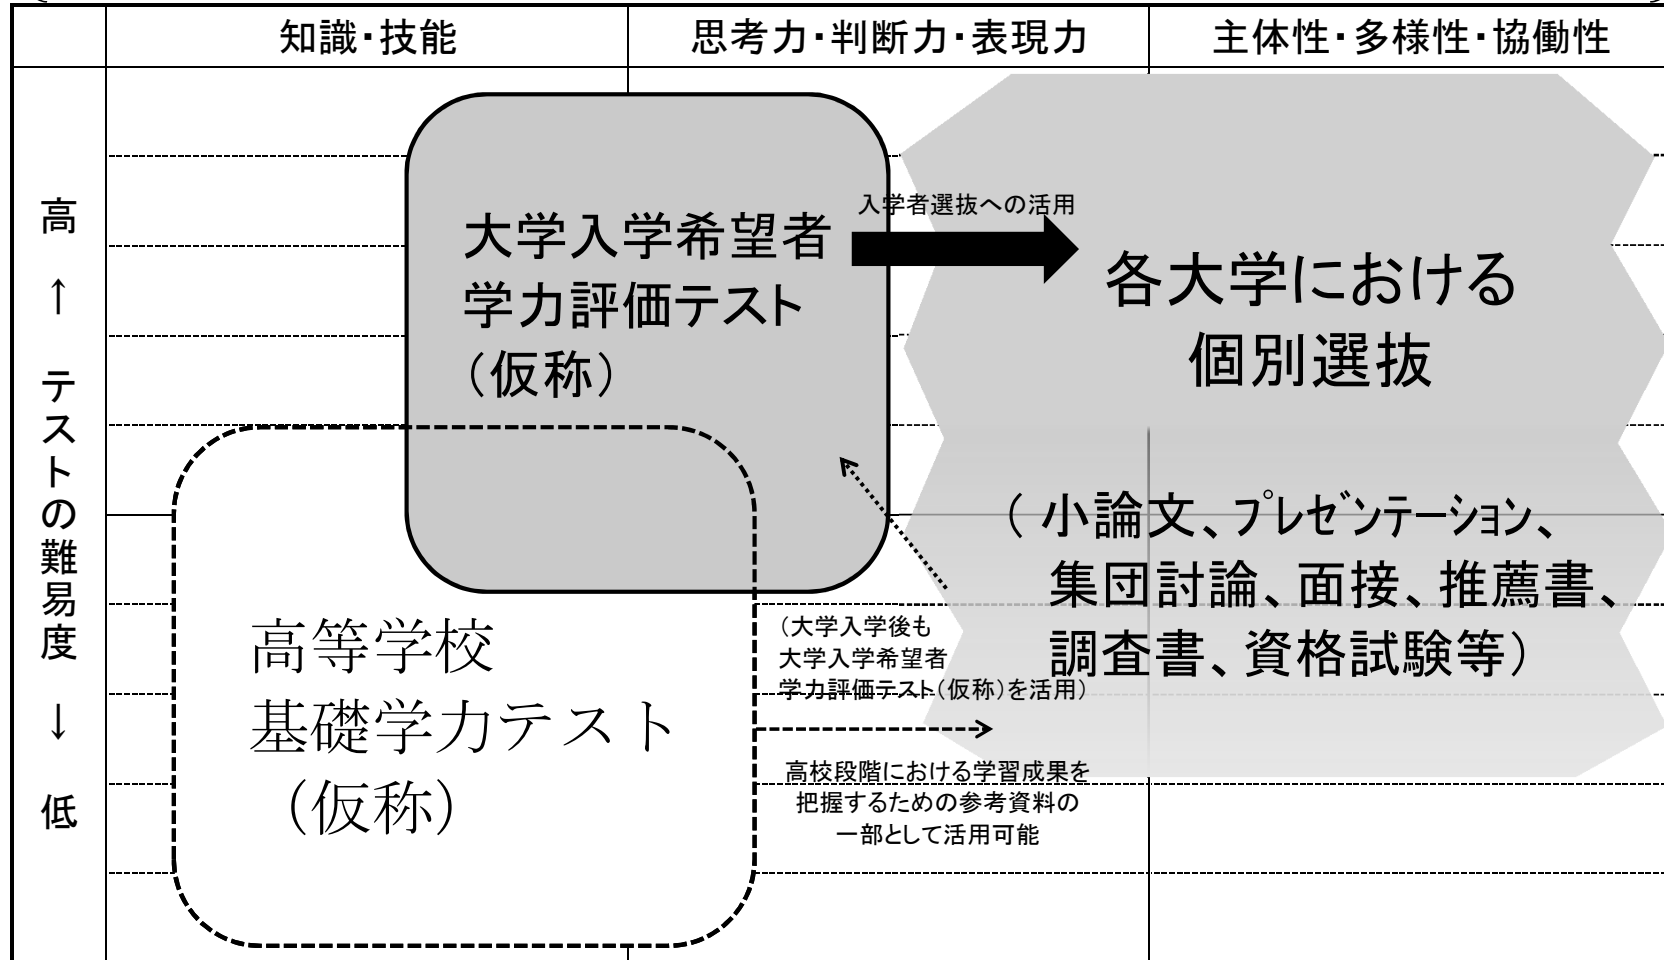 知識・技能
思考力・判断力・表現力
主体性・多様性・協働性
高 ↑ テストの難易度 ↓ 低
大学入学希望者
学力評価テスト
（仮称）
入学者選抜への活用
各大学における
個別選抜
（ 小論文、プレゼンテーション、
集団討論、面接、推薦書、
調査書、資格試験等）
（大学入学後も
大学入学希望者
学力評価テスト（仮称）を活用）
高等学校
基礎学力テスト
（仮称）
高校段階における学習成果を
把握するための参考資料の
一部として活用可能